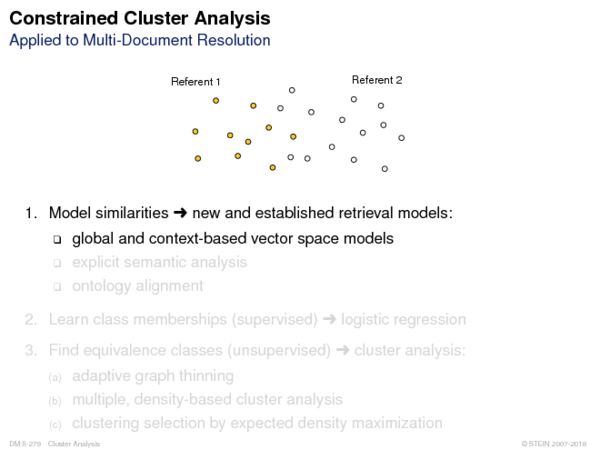 Constrained Cluster Analysis
Applied to Multi-Document Resolution
Referent 1
Referent 2
1. Model similarities ➜ new and established retrieval models:
❑ global and context-based vector space models
❑ explicit semantic analysis
❑ ontology alignment
2. Learn class memberships (supervised) ➜ logistic regression
3. Find equivalence classes (unsupervised) ➜ cluster analysis:
(a) adaptive graph thinning
(b) multiple, density-based cluster analysis
(c) clustering selection by expected density maximization
DM:II-279 Cluster Analysis
© STEIN 2007-2018